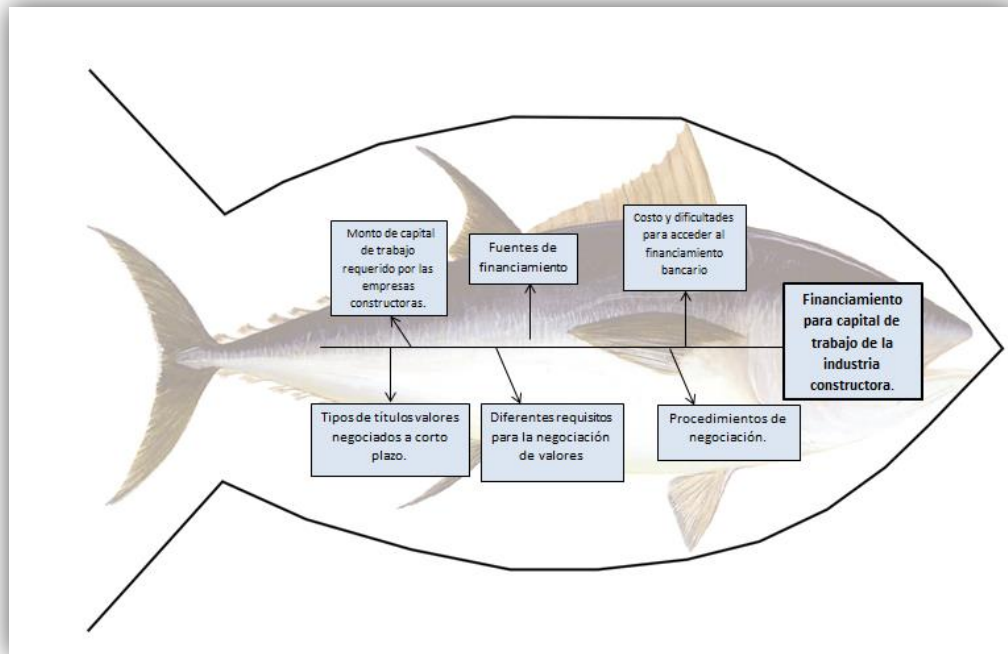 Monto de capital
de trabajo
requerido por las
empresas
constructoras.
Fuentes de
financiamiento
Costo y dificultades
para acceder al
financiamiento
bancario
Financiamiento
para capital de
trabajo de la
industria
constructora.
Tipos de títulos valores
negociados a corto
plazo.
Diferentes requisitos
para la negociación
de valores
Procedimientos de
negociación.